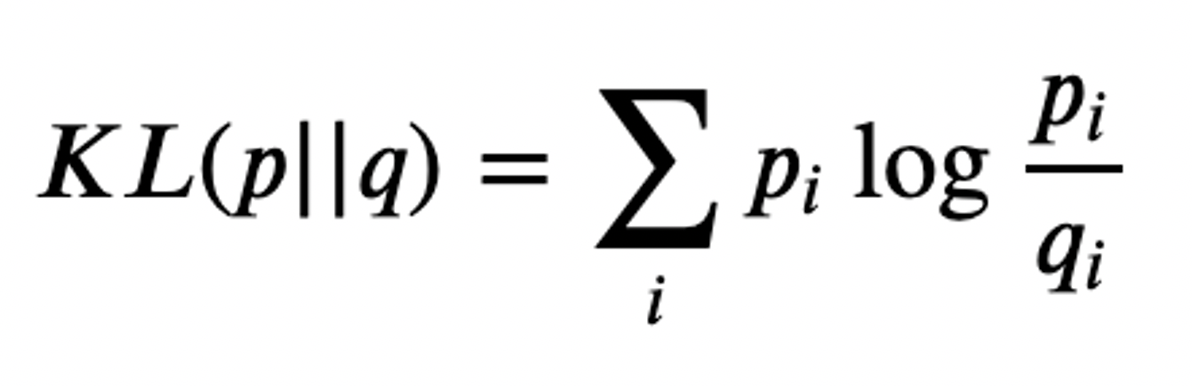 KL(p||q) = ∑_i p_i log p_i/q_i